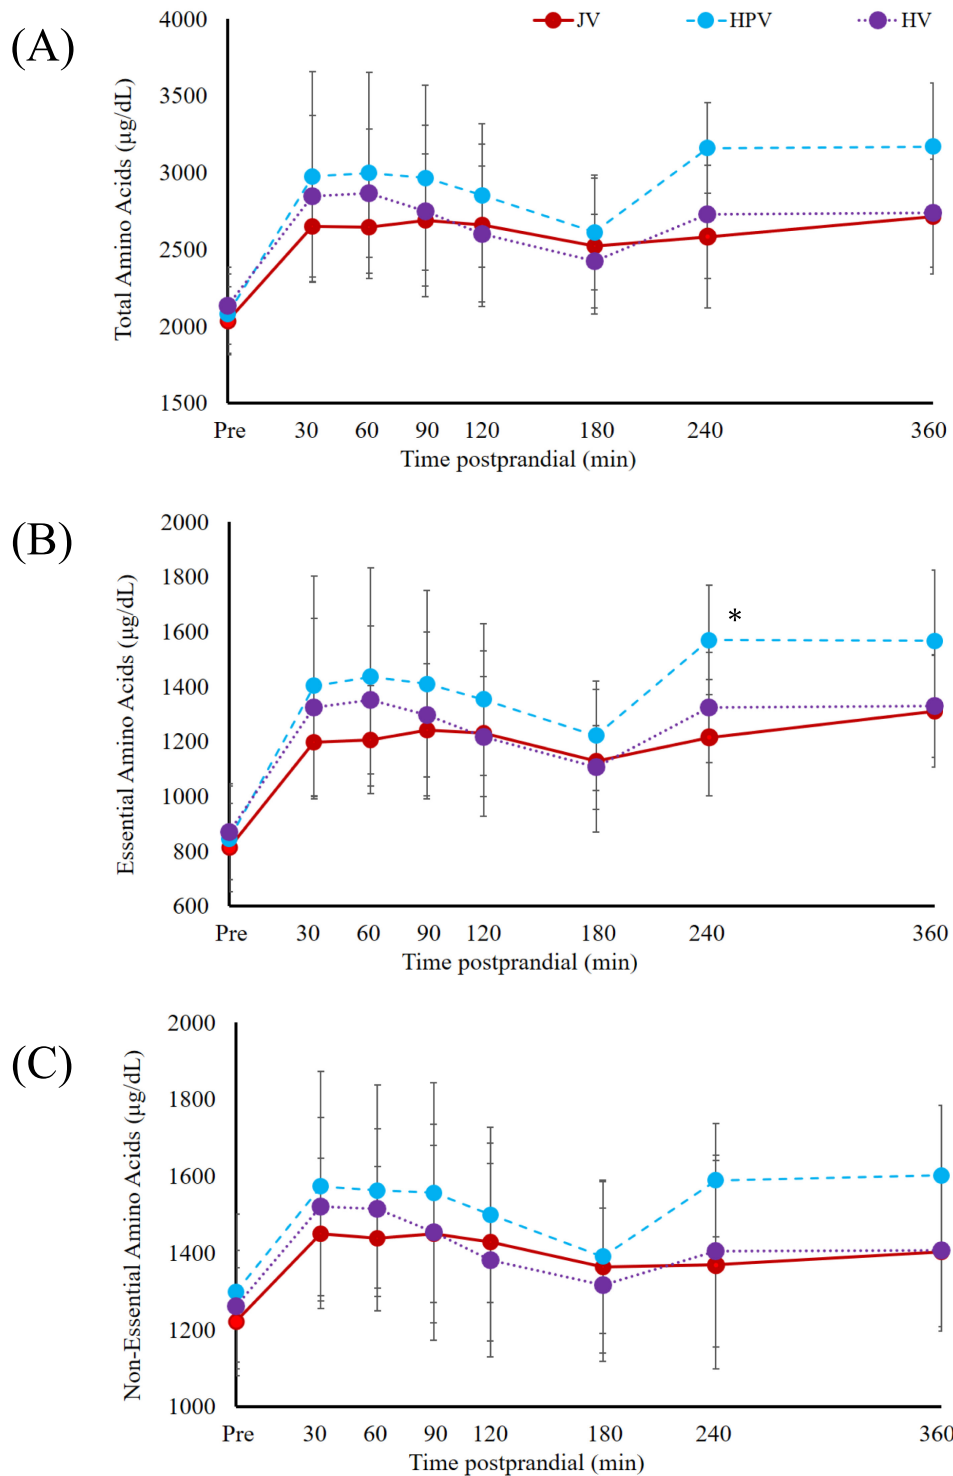 (A)
JV HPV HV
Total Amino Acids (µg/dL)
4000
3500
3000
2500
2000
1500
Pre 30 60 90 120 180 240 360
Time postprandial (min)
(B)
Essential Amino Acids (µg/dL)
2000
1800
1600
1400
1200
1000
800
600
*
Pre 30 60 90 120 180 240 360
Time postprandial (min)
(C)
Non-Essential Amino Acids (µg/dL)
2000
1800
1600
1400
1200
1000
Pre 30 60 90 120 180 240 360
Time postprandial (min)